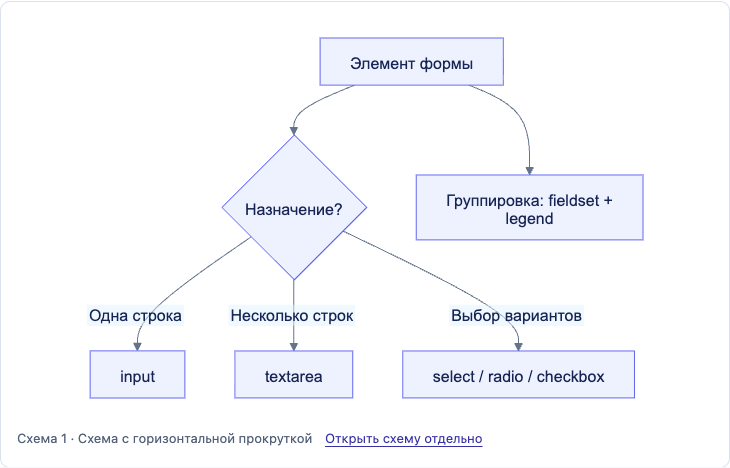 Элемент формы
Назначение?
Группировка: fieldset +
legend
Одна строка
Несколько строк
Выбор вариантов
input
textarea
select / radio / checkbox
Схема 1 · Схема с горизонтальной прокруткой Открыть схему отдельно